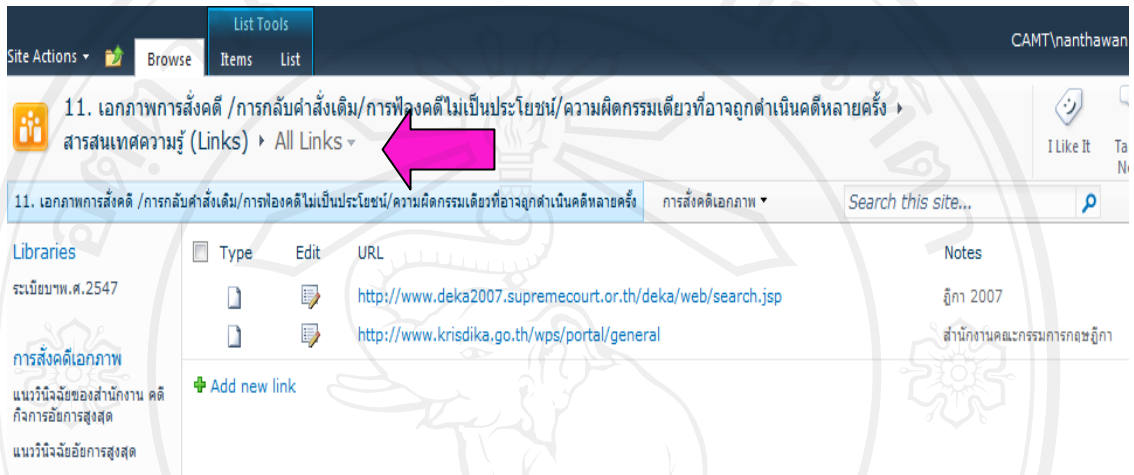 List Tools
Site Actions Browse Items List CAMT\nanthawan
11. เอกภาพการสั่งคดี /การกลับคำสั่งเดิม/การฟ้องคดีไม่เป็นประโยชน์/ความผิดกรรมเดียวที่อาจถูกดำเนินคดีหลายครั้ง
สารสนเทศความรู้ (Links) All Links
I Like It
11. เอกภาพการสั่งคดี /การกลับคำสั่งเดิม/การฟ้องคดีไม่เป็นประโยชน์/ความผิดกรรมเดียวที่อาจถูกดำเนินคดีหลายครั้ง การสั่งคดีเอกภาพ Search this site...
Libraries
ระเบียบฯพ.ศ.2547
การสั่งคดีเอกภาพ
แนววินิจฉัยของสำนักงาน คดี
กิจการอัยการสูงสุด
แนววินิจฉัยอัยการสูงสุด
Type Edit URL Notes
http://www.deka2007.supremecourt.or.th/deka/web/search.jsp ฎีกา 2007
http://www.krisdika.go.th/wps/portal/general สำนักงานคณะกรรมการกฤษฎีกา
Add new link